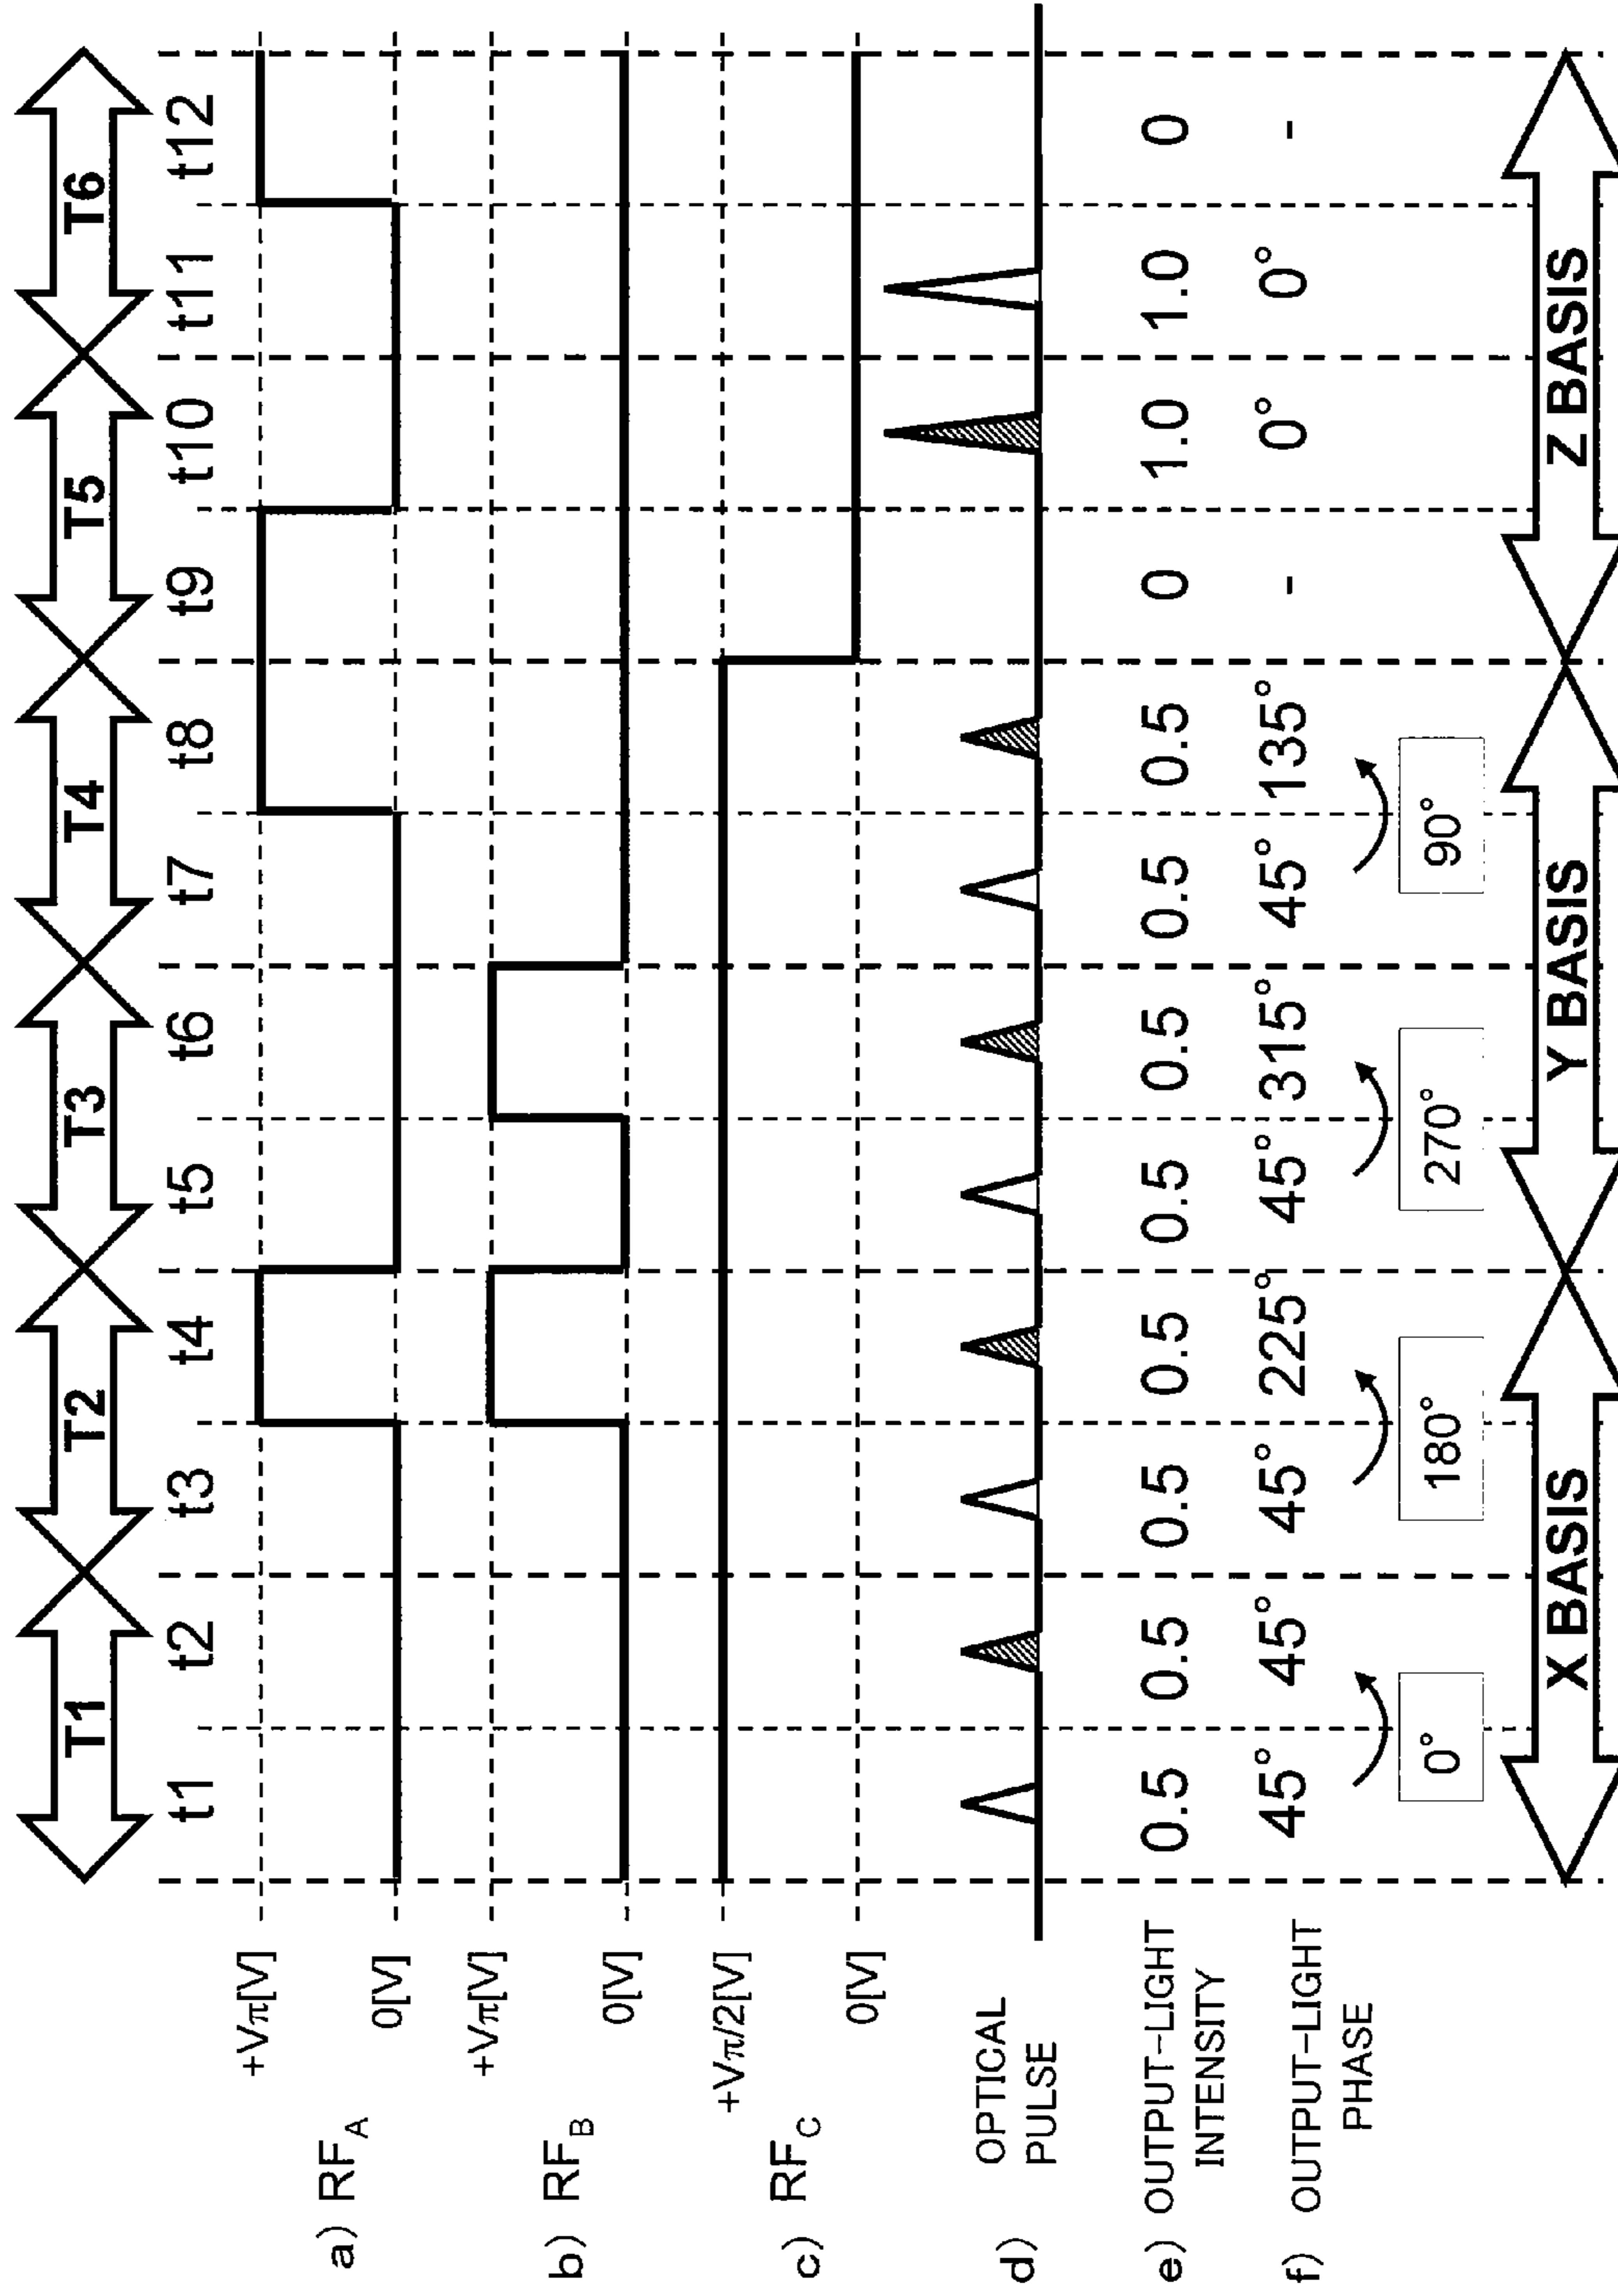 T1 T2 T3 T4 T5 T6
t1 t2 t3 t4 t5 t6 t7 t8 t9 t10 t11 t12
+Vπ[V]
a) RFA
0[V]
+Vπ[V]
b) RFB
0[V]
+Vπ/2[V]
c) RFC
0[V]
d) OPTICAL
PULSE
e) OUTPUT-LIGHT
INTENSITY
0.5 0.5 0.5 0.5 0.5 0.5 0.5 0.5 0 1.0 1.0 0
f) OUTPUT-LIGHT
PHASE
45° 45° 45° 225° 45° 315° 45° 135° - 0° 0° -
0° 180° 270° 90°
X BASIS Y BASIS Z BASIS